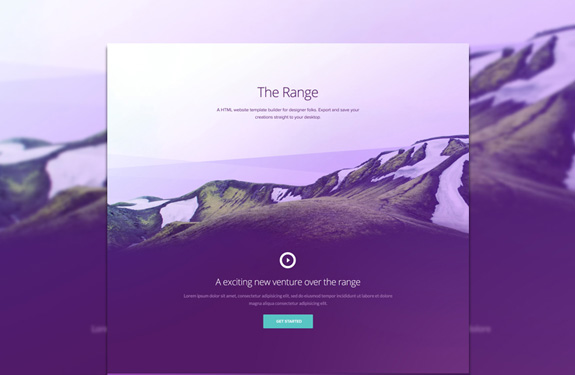 The Range
A HTML website template builder for designer folks. Export and save your
creations straight to your desktop.
A exciting new venture over the range
Lorem ipsum dolor sit amet, consectetur adipisicing elit, sed do eiusmod tempor incididunt ut labore et dolore
magna aliqua consectetur adipisicing elit.
GET STARTED